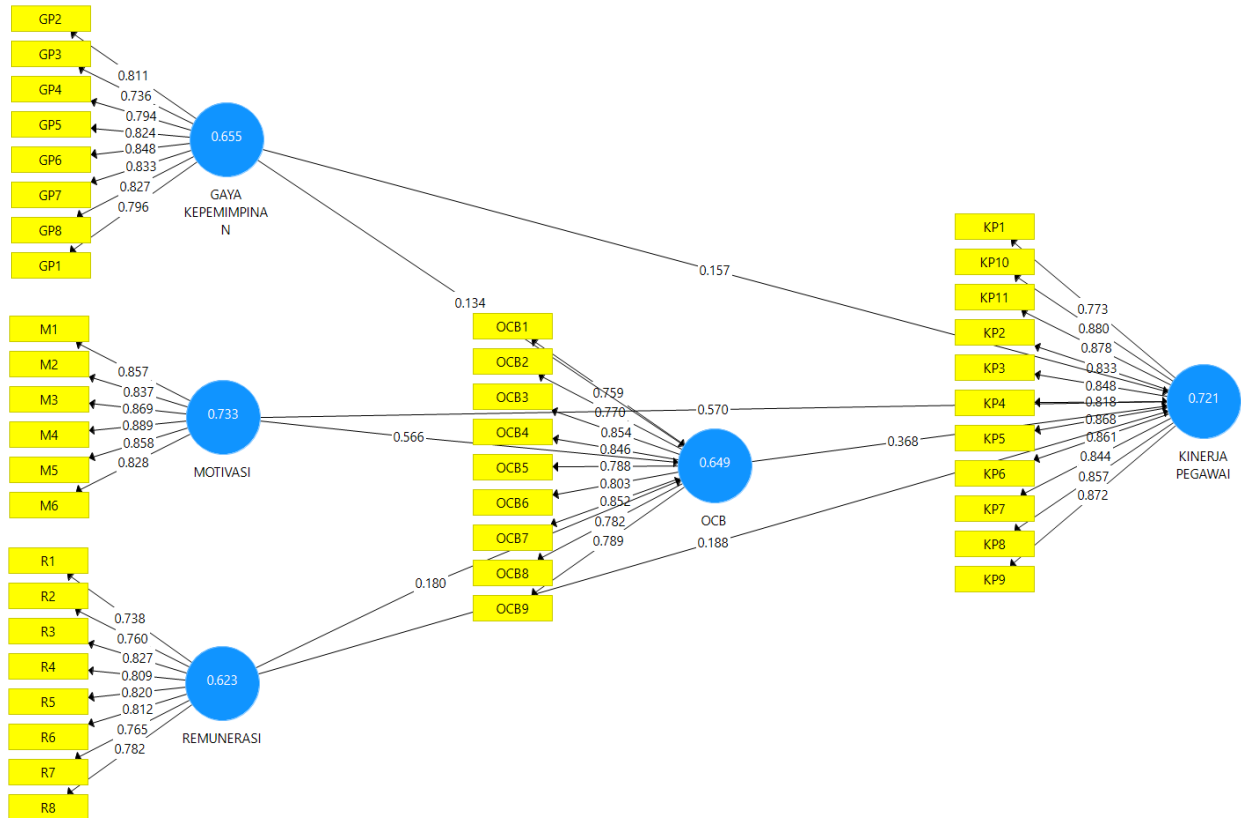 GP2
GP3
GP4
GP5
GP6
GP7
GP8
GP1
0.811
0.736
0.794
0.824
0.848
0.833
0.827
0.796
0.655
GAYA
KEPEMIMPINA
N
M1
M2
M3
M4
M5
M6
0.857
0.837
0.869
0.889
0.858
0.828
0.733
MOTIVASI
R1
R2
R3
R4
R5
R6
R7
R8
0.738
0.760
0.827
0.809
0.820
0.812
0.765
0.782
0.623
REMUNERASI
0.134
0.157
0.570
0.566
0.180
0.188
0.368
OCB1
OCB2
OCB3
OCB4
OCB5
OCB6
OCB7
OCB8
OCB9
0.759
0.770
0.854
0.846
0.788
0.803
0.852
0.782
0.789
0.649
OCB
KP1
KP10
KP11
KP2
KP3
KP4
KP5
KP6
KP7
KP8
KP9
0.773
0.880
0.878
0.833
0.848
0.818
0.868
0.861
0.844
0.857
0.872
0.721
KINERJA
PEGAWAI